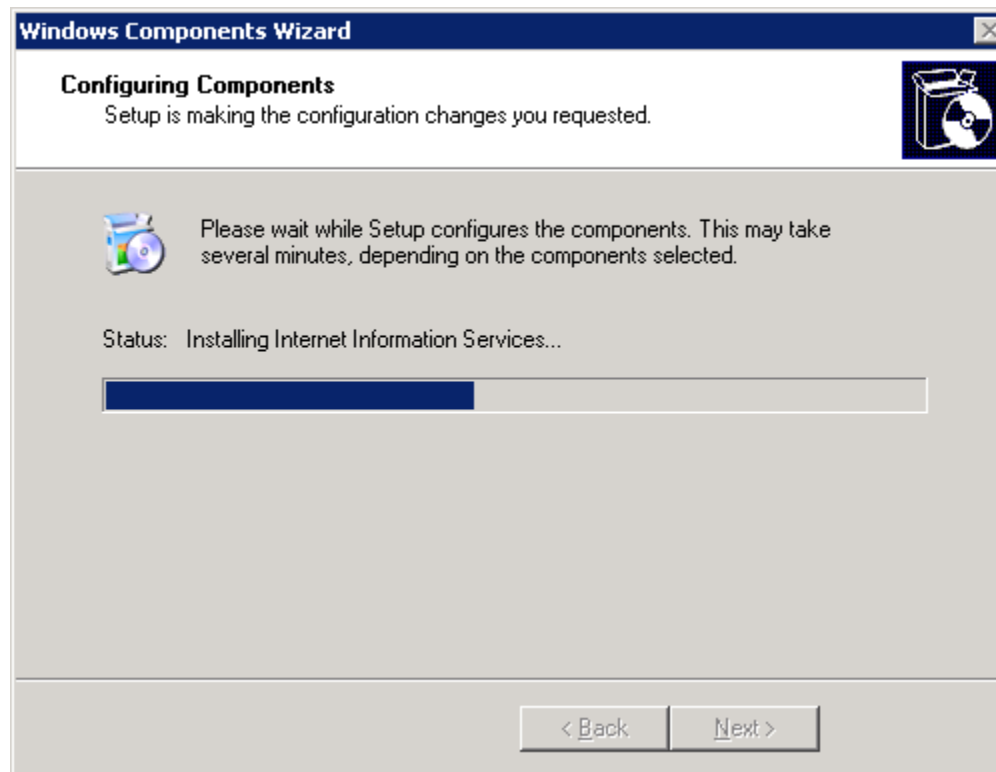 Windows Components Wizard
Configuring Components
Setup is making the configuration changes you requested.
Please wait while Setup configures the components. This may take
several minutes, depending on the components selected.
Status: Installing Internet Information Services...
< Back Next >